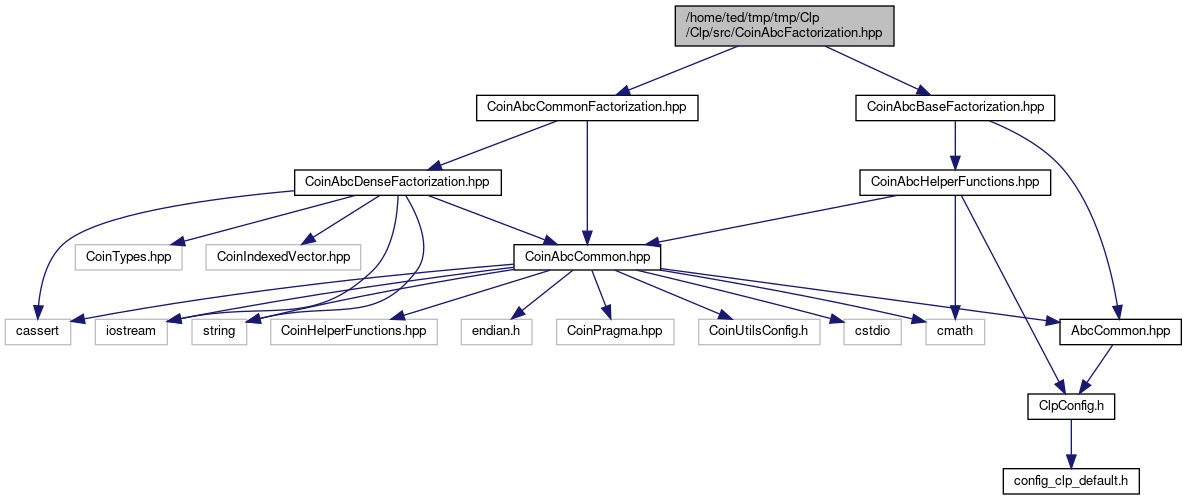 /home/ted/tmp/tmp/Clp
/Clp/src/CoinAbcFactorization.hpp
CoinAbcCommonFactorization.hpp
CoinAbcBaseFactorization.hpp
CoinAbcDenseFactorization.hpp
CoinAbcHelperFunctions.hpp
CoinTypes.hpp
CoinIndexedVector.hpp
CoinAbcCommon.hpp
cassert
iostream
string
CoinHelperFunctions.hpp
endian.h
CoinPragma.hpp
CoinUtilsConfig.h
cstdio
cmath
AbcCommon.hpp
ClpConfig.h
config_clp_default.h